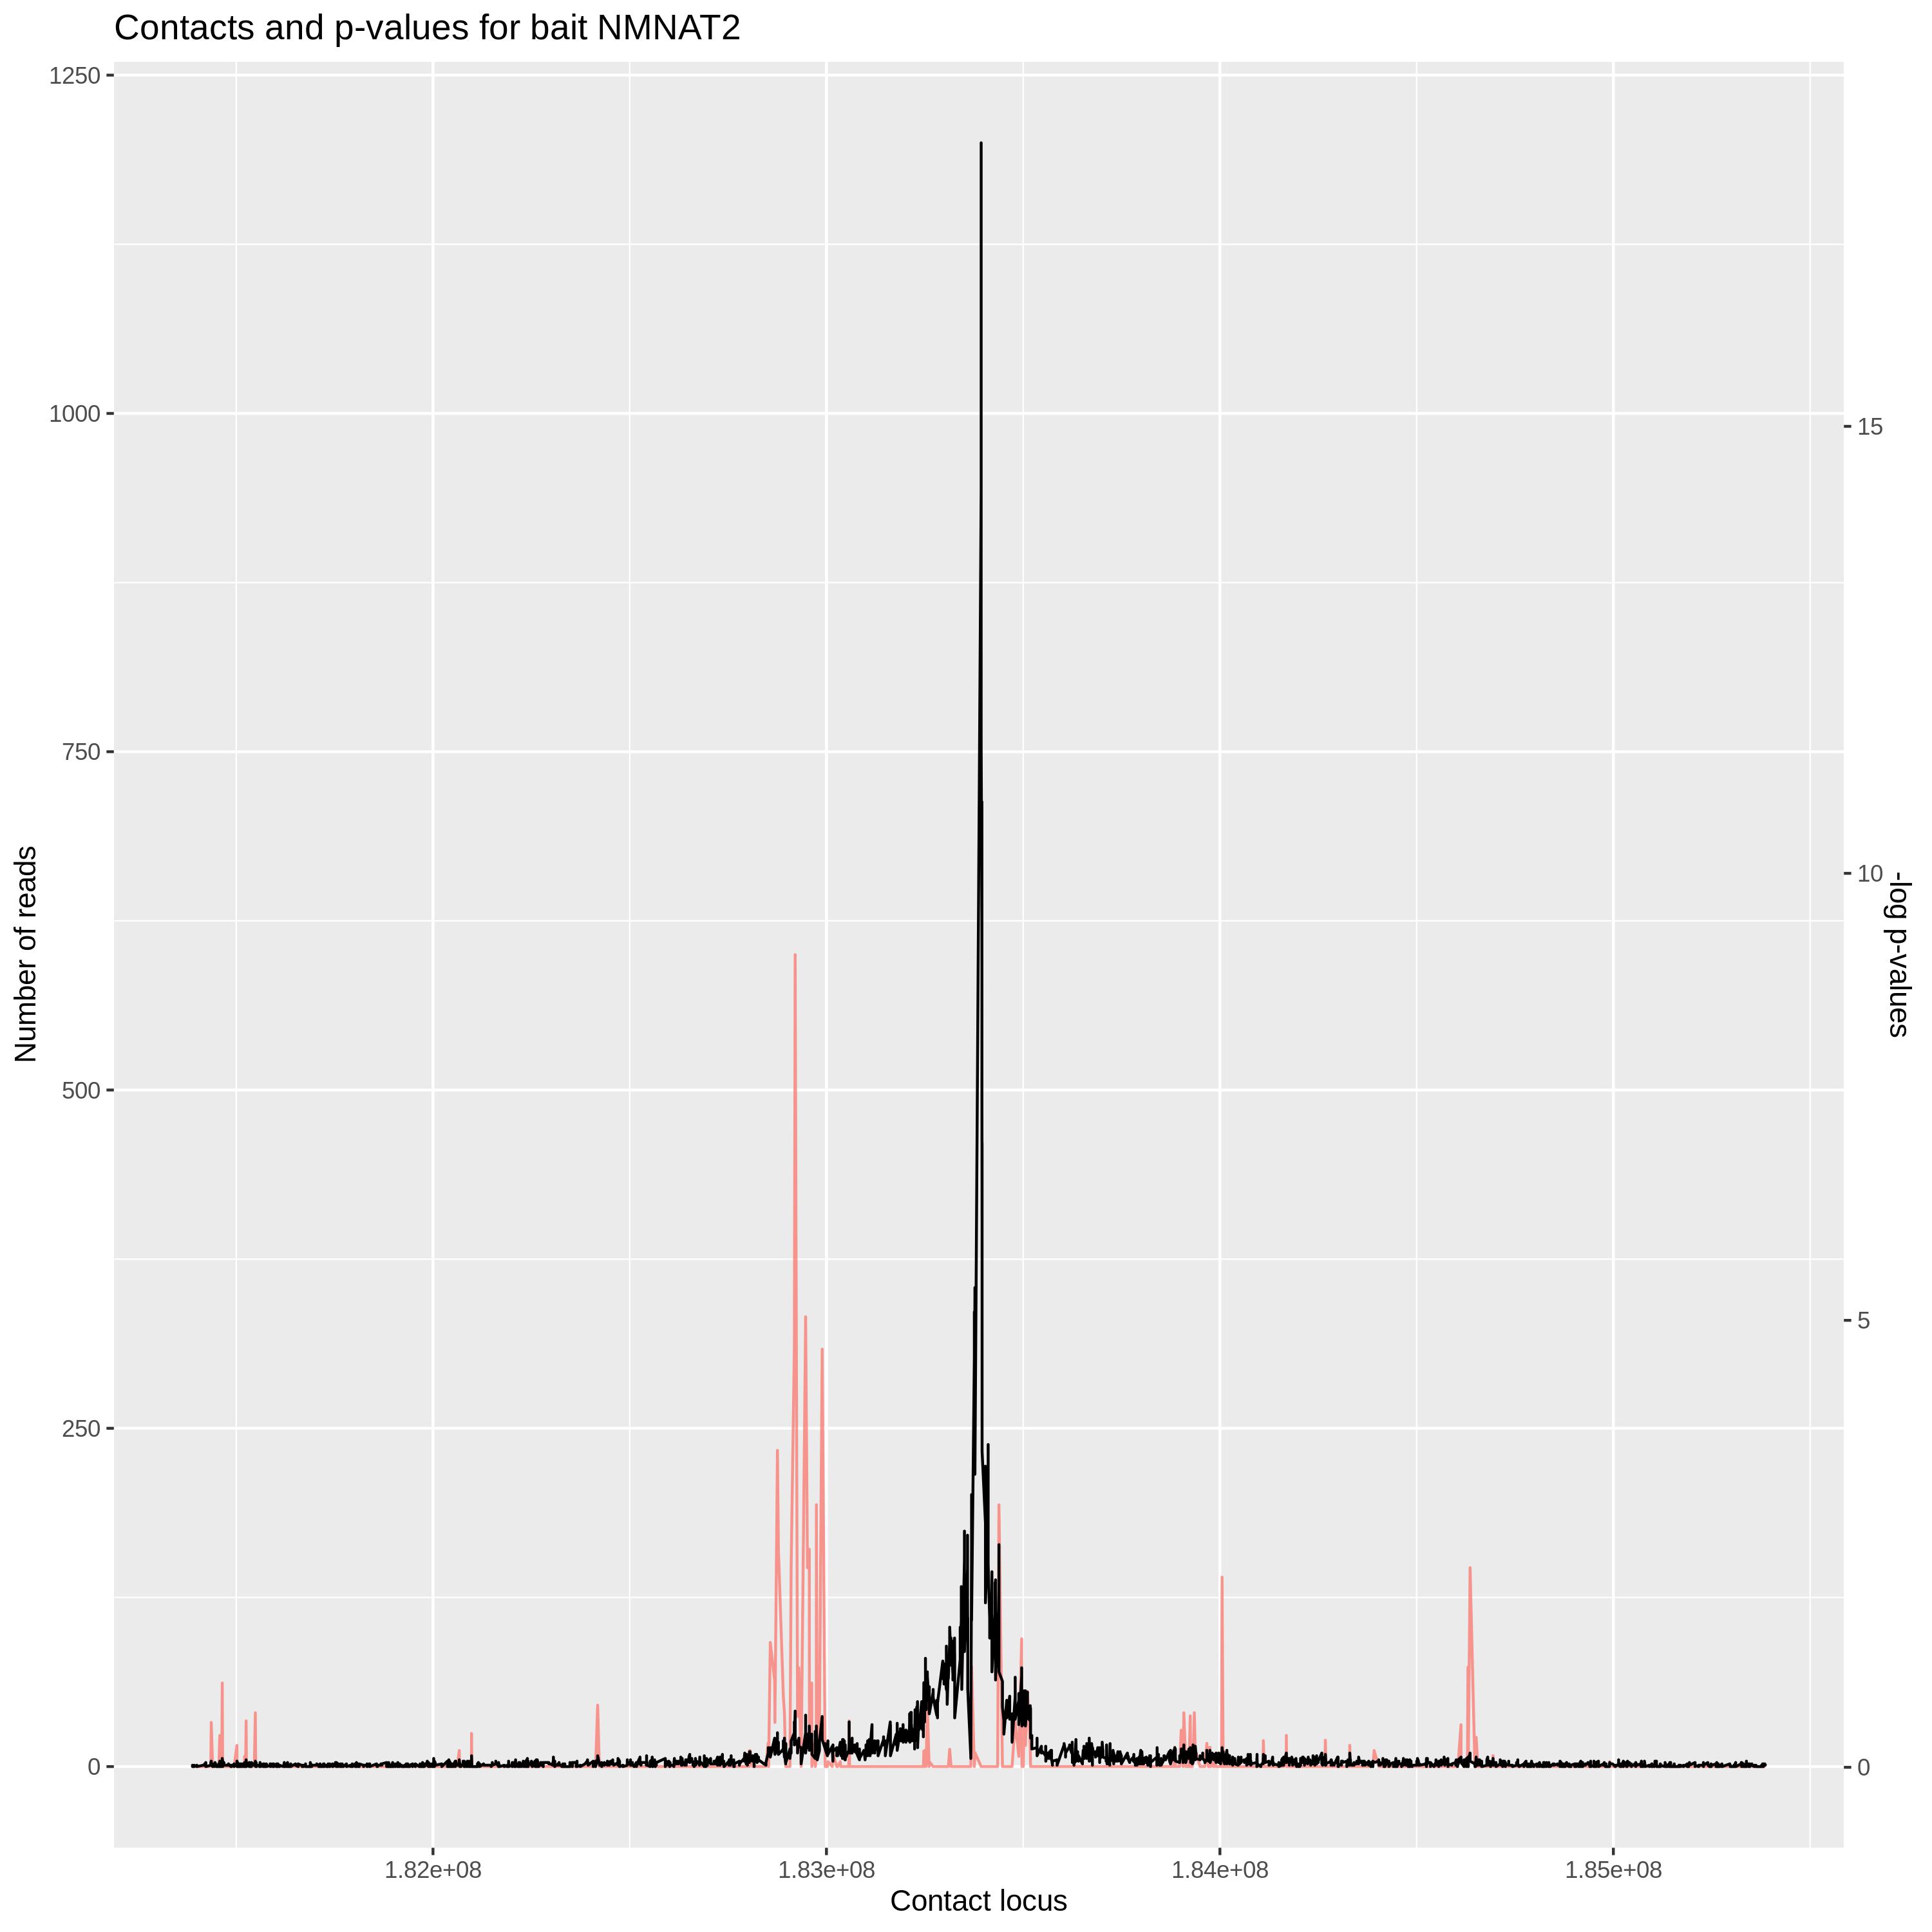 Contacts and p-values for bait NMNAT2
1250
1000
750
500
250
0
Number of reads
15
10
5
0
-log p-values
1.82e+08
1.83e+08
1.84e+08
1.85e+08
Contact locus